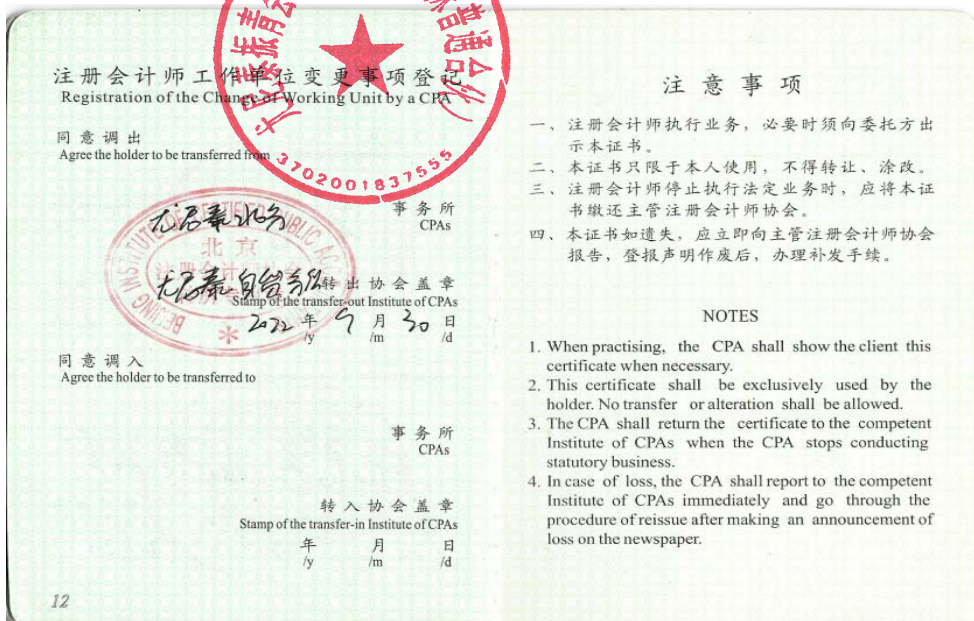 注册会计师工作单位变更事项登记
Registration of the Change of Working Unit by a CPA
同意调出
Agree the holder to be transferred from
3702001837555
事务所
CPAs
BEIJING INSTITUTE OF CERTIFIED PUBLIC
北京
转出协会盖章
Stamp of the transfer-out Institute of CPAs
2022年9月30日
/y /m /d
同意调入
Agree the holder to be transferred to
事务所
CPAs
转入协会盖章
Stamp of the transfer-in Institute of CPAs
年 月 日
/y /m /d
12
注意事项
一、注册会计师执行业务，必要时须向委托方出
示本证书。
二、本证书只限于本人使用，不得转让、涂改。
三、注册会计师停止执行法定业务时，应将本证
书缴还主管注册会计师协会。
四、本证书如遗失，应立即向主管注册会计师协会
报告，登报声明作废后，办理补发手续。
NOTES
1. When practising, the CPA shall show the client this
certificate when necessary.
2. This certificate shall be exclusively used by the
holder. No transfer or alteration shall be allowed.
3. The CPA shall return the certificate to the competent
Institute of CPAs when the CPA stops conducting
statutory business.
4. In case of loss, the CPA shall report to the competent
Institute of CPAs immediately and go through the
procedure of reissue after making an announcement of
loss on the newspaper.